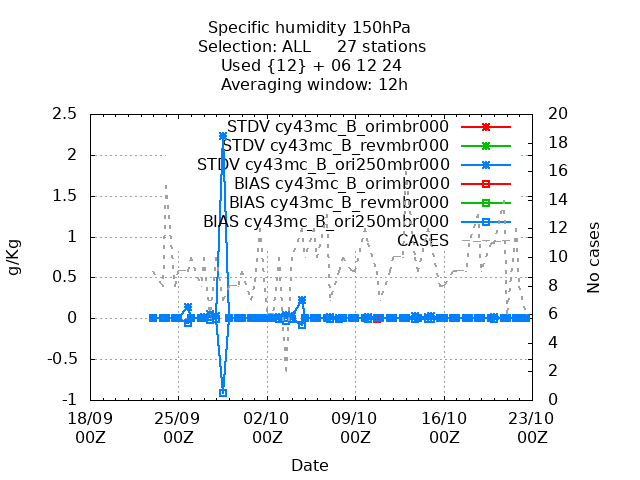 Specific humidity 150hPa
Selection: ALL 27 stations
Used {12} + 06 12 24
Averaging window: 12h
2.5
2
1.5
1
0.5
0
-0.5
-1
g/Kg
20
18
16
14
12
10
8
6
4
2
0
No cases
STDV cy43mc_B_orimbr000
STDV cy43mc_B_revmbr000
STDV cy43mc_B_ori250mbr000
BIAS cy43mc_B_orimbr000
BIAS cy43mc_B_revmbr000
BIAS cy43mc_B_ori250mbr000
CASES
18/09 25/09 02/10 09/10 16/10 23/10
00Z 00Z 00Z 00Z 00Z 00Z
Date